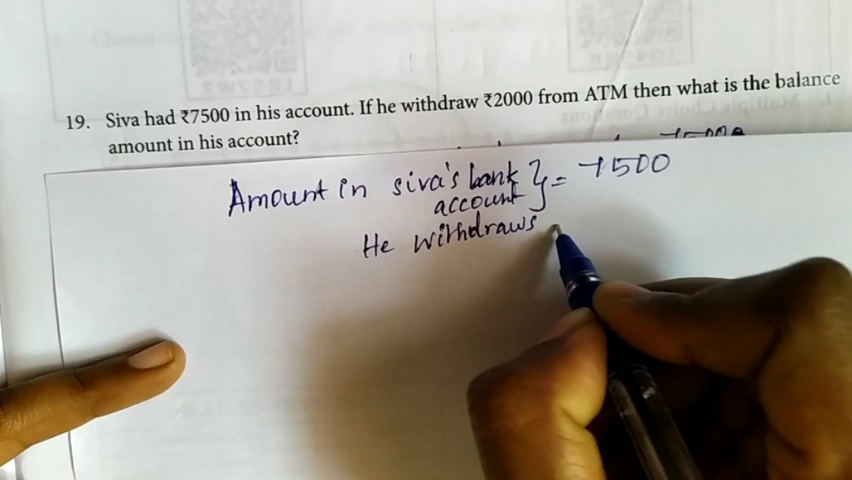 19. Siva had ₹7500 in his account. If he withdraw ₹2000 from ATM then what is the balance
amount in his account?
Amount in siva's bank } = 7500
account
He withdraws